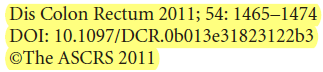 Dis Colon Rectum 2011; 54: 1465–1474
DOI: 10.1097/DCR.0b013e31823122b3
©The ASCRS 2011